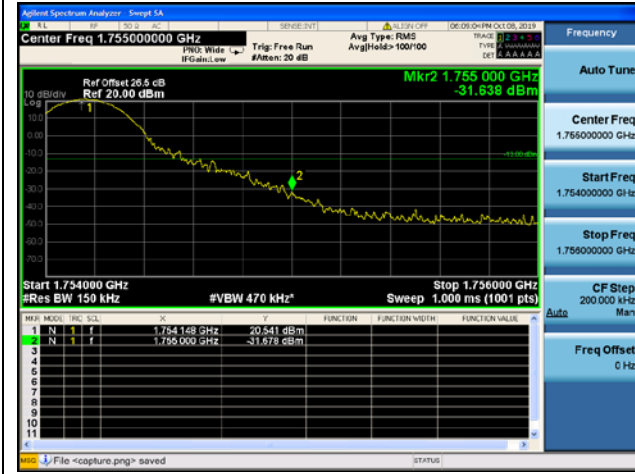 Agilent Spectrum Analyzer - Swept SA
RL RF 50 Ω AC SENSE:INT ALIGN OFF 06:09:04 PM Oct 08, 2019
Center Freq 1.755000000 GHz
PNO: Wide
IFGain:Low
Trig: Free Run
#Atten: 20 dB
Avg Type: RMS
Avg|Hold:>100/100
TRACE 1 2 3 4 5 6
TYPE
DET A A A A A A
Frequency
Mkr2 1.755 000 GHz
-31.638 dBm
Ref Offset 26.5 dB
Ref 20.00 dBm
10 dB/div
Log
10.0
0.00
-10.0
-20.0
-30.0
-40.0
-50.0
-60.0
-70.0
1
2
-13.00 dBm
Start 1.754000 GHz
Stop 1.756000 GHz
#Res BW 150 kHz
#VBW 470 kHz*
Sweep 1.000 ms (1001 pts)
MKR MODE TRC SCL X Y FUNCTION FUNCTION WIDTH FUNCTION VALUE
1 N 1 f 1.754 148 GHz 20.541 dBm
2 N 1 f 1.755 000 GHz -31.678 dBm
3
4
5
6
7
8
9
10
11
MSG File <capture.png> saved
STATUS
Auto Tune
Center Freq
1.755000000 GHz
Start Freq
1.754000000 GHz
Stop Freq
1.756000000 GHz
CF Step
200.000 kHz
Auto Man
Freq Offset
0 Hz